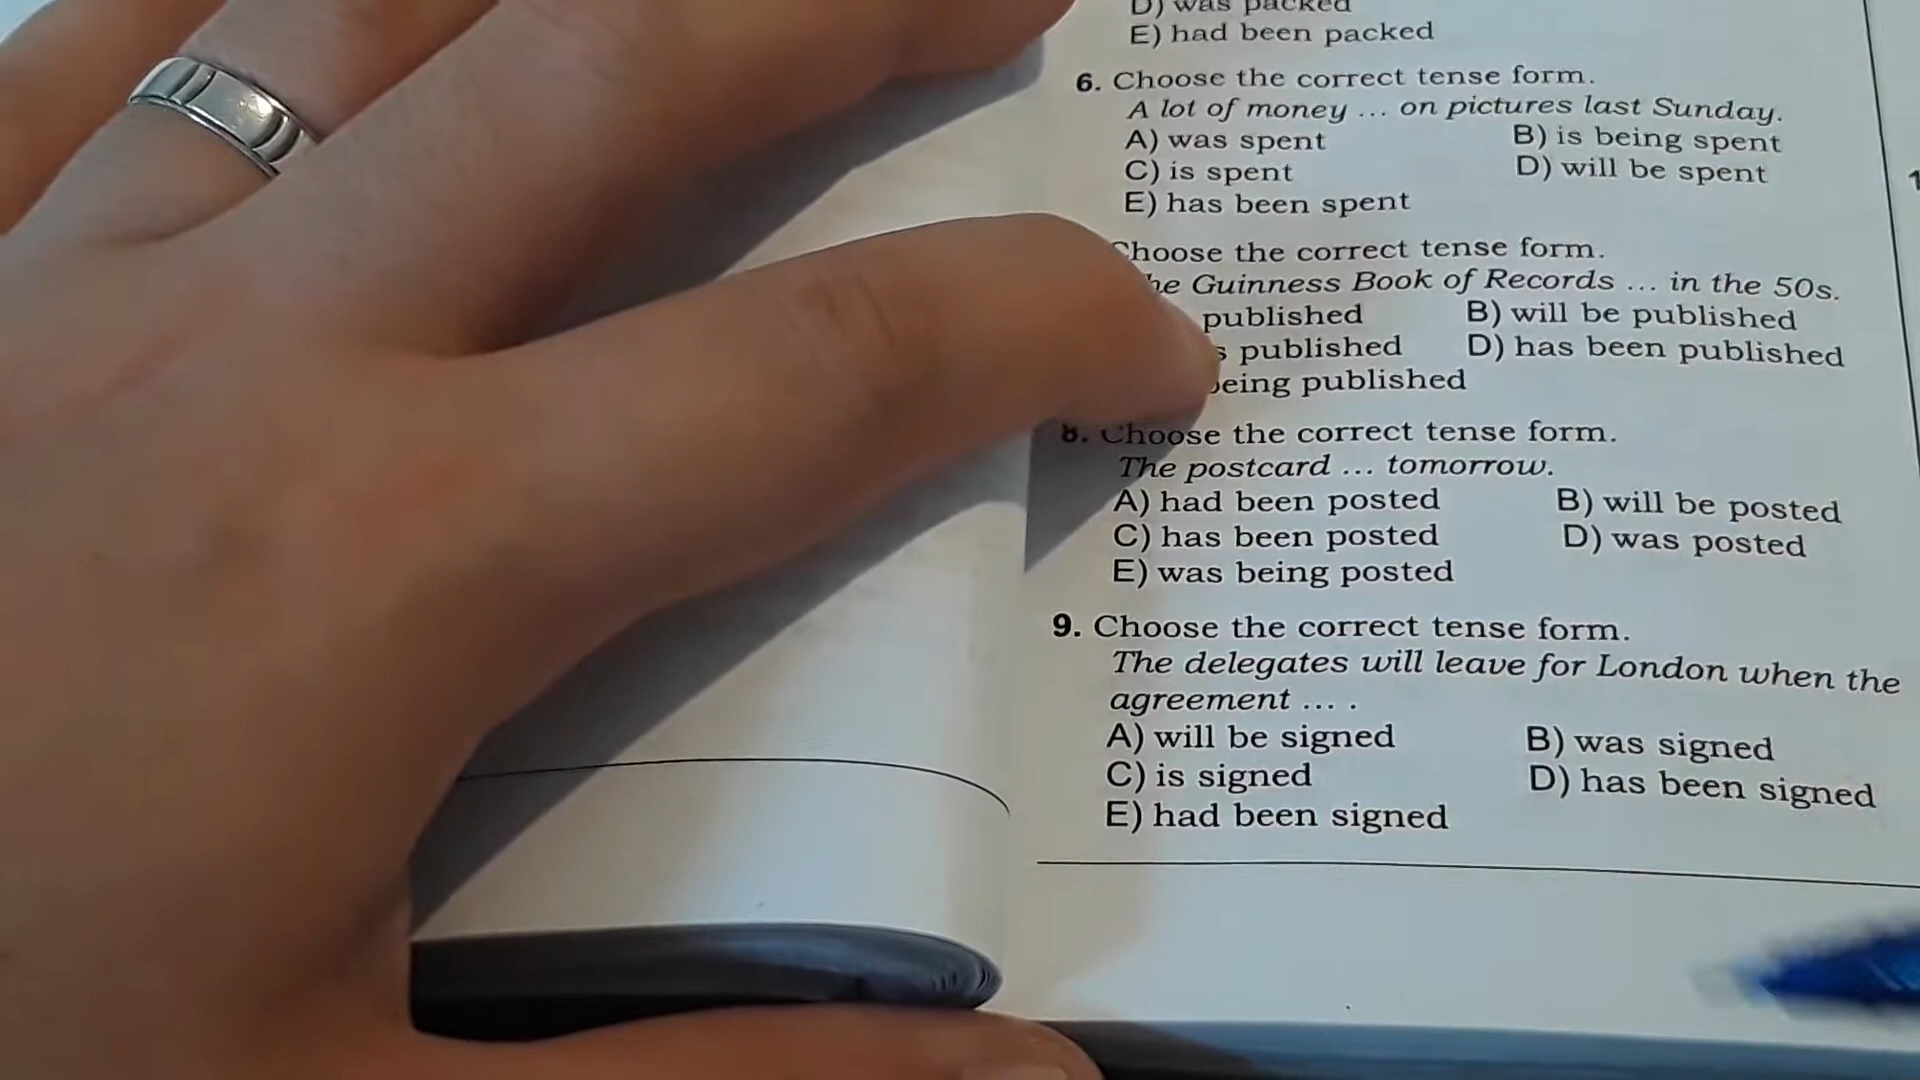 D) was packed
E) had been packed
6. Choose the correct tense form.
A lot of money ... on pictures last Sunday.
A) was spent B) is being spent
C) is spent D) will be spent
E) has been spent
Choose the correct tense form.
Guinness Book of Records ... in the 50s.
published B) will be published
published D) has been published
being published
8. Choose the correct tense form.
The postcard ... tomorrow.
A) had been posted B) will be posted
C) has been posted D) was posted
E) was being posted
9. Choose the correct tense form.
The delegates will leave for London when the
agreement ... .
A) will be signed B) was signed
C) is signed D) has been signed
E) had been signed